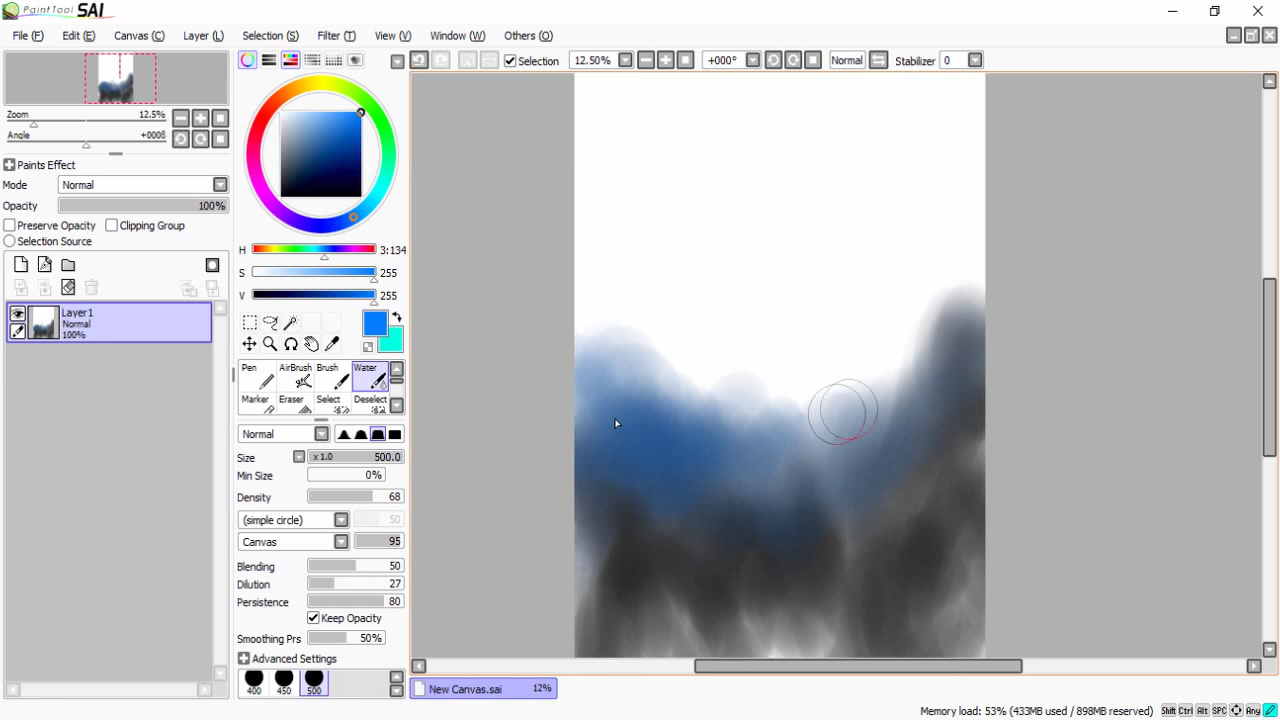 PaintTool SAI
File (F) Edit (E) Canvas (C) Layer (L) Selection (S) Filter (T) View (V) Window (W) Others (O)
Selection 12.50% +000° Normal Stabilizer 0
Zoom 12.5%
Angle +000ß
Paints Effect
Mode Normal
Opacity 100%
Preserve Opacity Clipping Group
Selection Source
Layer1
Normal
100%
H 3:134
S 255
V 255
Pen AirBrush Brush Water
Marker Eraser Select Deselect
Normal
Size x 1.0 500.0
Min Size 0%
Density 68
(simple circle) 50
Canvas 95
Blending 50
Dilution 27
Persistence 80
Keep Opacity
Smoothing Prs 50%
Advanced Settings
400 450 500
New Canvas.sai 12%
Memory load: 53% (433MB used / 898MB reserved) Shift Ctrl Alt SPC Any